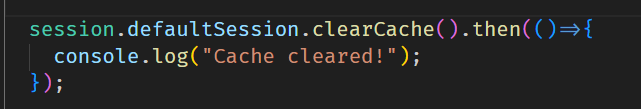 session.defaultSession.clearCache().then(()=>{
  console.log("Cache cleared!");
});